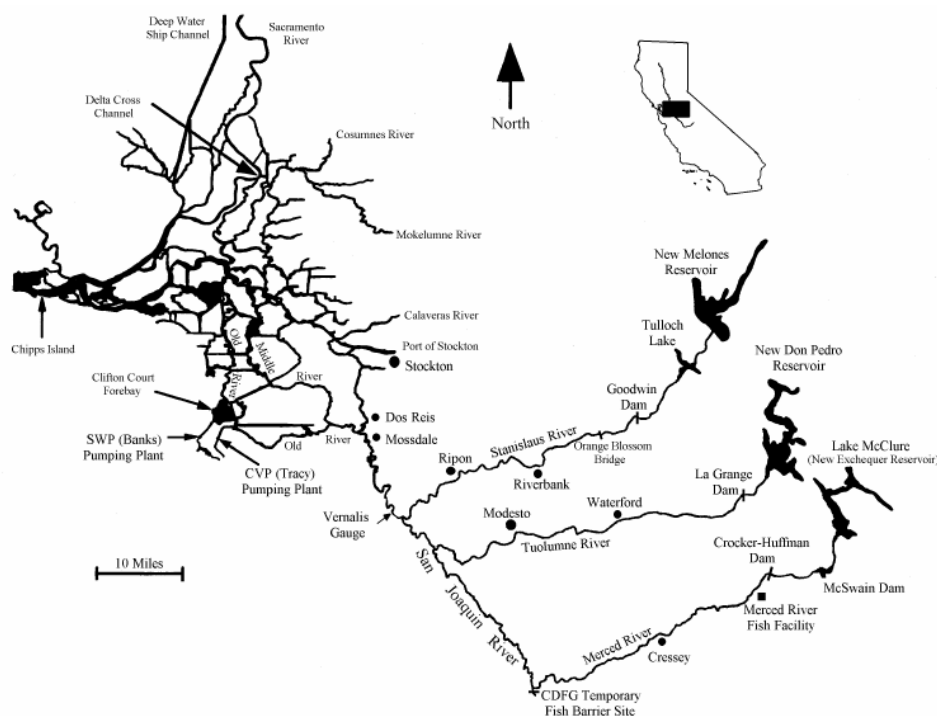 Deep Water
Ship Channel
Sacramento
River
Delta Cross
Channel
North
Cosumnes River
Mokelumne River
New Melones
Reservoir
Calaveras River
Tulloch
Lake
Port of Stockton
Chipps Island
Old
Middle
Stockton
New Don Pedro
Reservoir
Clifton Court
Forebay
River
River
Goodwin
Dam
Dos Reis
SWP (Banks)
Pumping Plant
Old
River
Mossdale
Stanislaus River
Orange Blossom
Bridge
Lake McClure
(New Exchequer Reservoir)
CVP (Tracy)
Pumping Plant
Ripon
Riverbank
La Grange
Dam
Vernalis
Gauge
Modesto
Waterford
Tuolumne River
Crocker-Huffman
Dam
10 Miles
San
Joaquin
River
McSwain Dam
Merced River
Fish Facility
Merced River
Cressey
CDFG Temporary
Fish Barrier Site